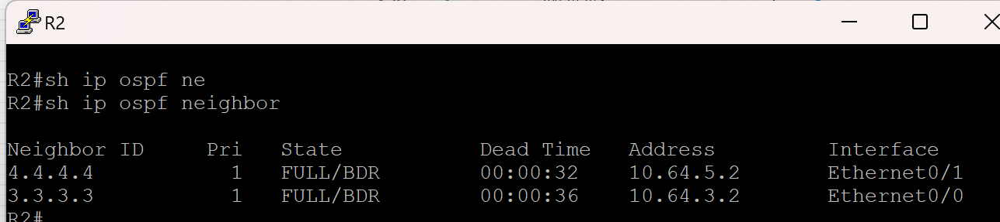 R2
R2#sh ip ospf ne
R2#sh ip ospf neighbor
Neighbor ID     Pri   State           Dead Time   Address         Interface
4.4.4.4           1   FULL/BDR        00:00:32    10.64.5.2       Ethernet0/1
3.3.3.3           1   FULL/BDR        00:00:36    10.64.3.2       Ethernet0/0
R2#